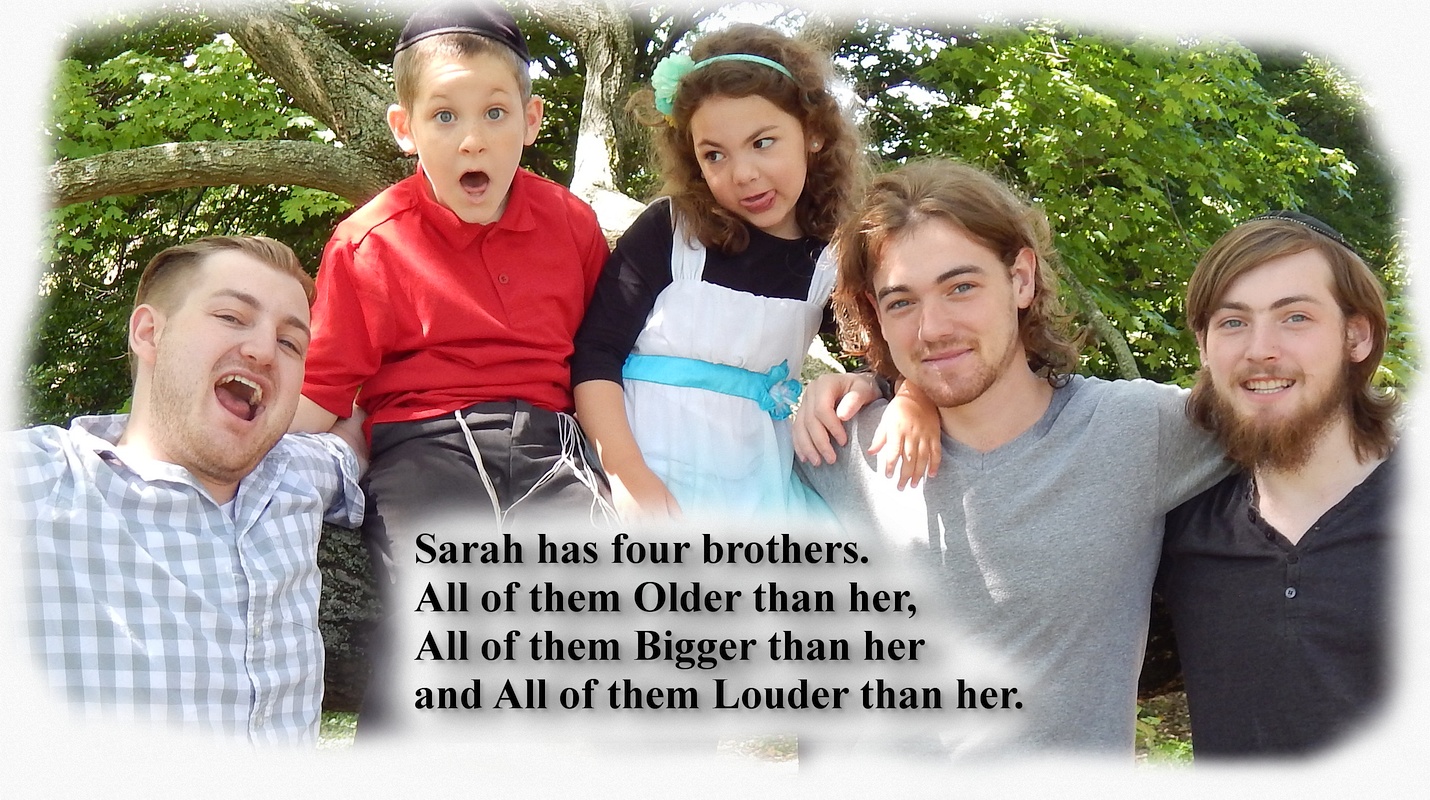 Sarah has four brothers.
All of them Older than her,
All of them Bigger than her
and All of them Louder than her.